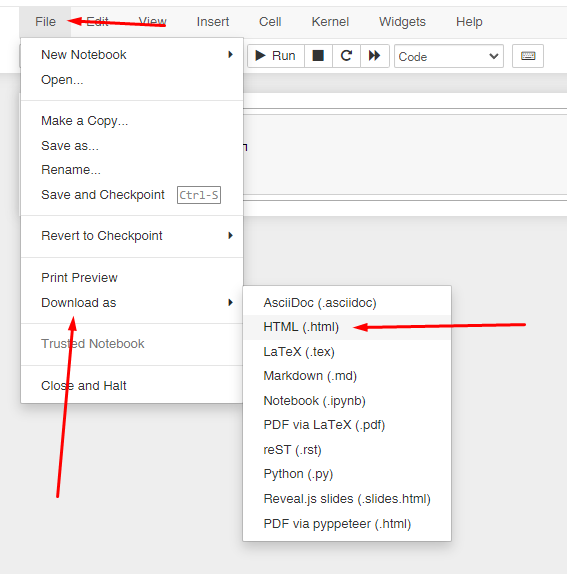 File Edit View Insert Cell Kernel Widgets Help
Run Code
New Notebook
Open...
Make a Copy...
Save as...
Rename...
Save and Checkpoint Ctrl-S
Revert to Checkpoint
Print Preview
Download as
Trusted Notebook
Close and Halt
AsciiDoc (.asciidoc)
HTML (.html)
LaTeX (.tex)
Markdown (.md)
Notebook (.ipynb)
PDF via LaTeX (.pdf)
reST (.rst)
Python (.py)
Reveal.js slides (.slides.html)
PDF via pyppeteer (.html)